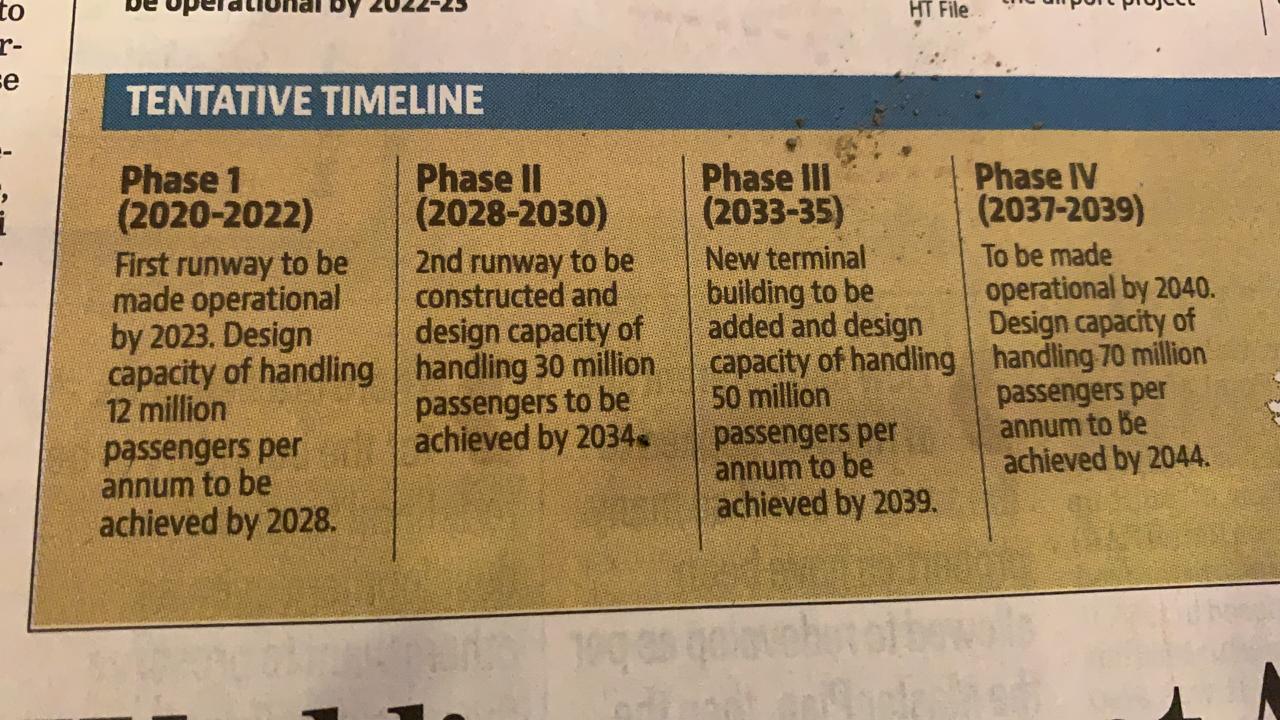 to
r-
se
be operational by 2022-23
HT File
the airport project
TENTATIVE TIMELINE
Phase 1
(2020-2022)
First runway to be
made operational
by 2023. Design
capacity of handling
12 million
passengers per
annum to be
achieved by 2028.
Phase II
(2028-2030)
2nd runway to be
constructed and
design capacity of
handling 30 million
passengers to be
achieved by 2034.
Phase III
(2033-35)
New terminal
building to be
added and design
capacity of handling
50 million
passengers per
annum to be
achieved by 2039.
Phase IV
(2037-2039)
To be made
operational by 2040.
Design capacity of
handling 70 million
passengers per
annum to be
achieved by 2044.